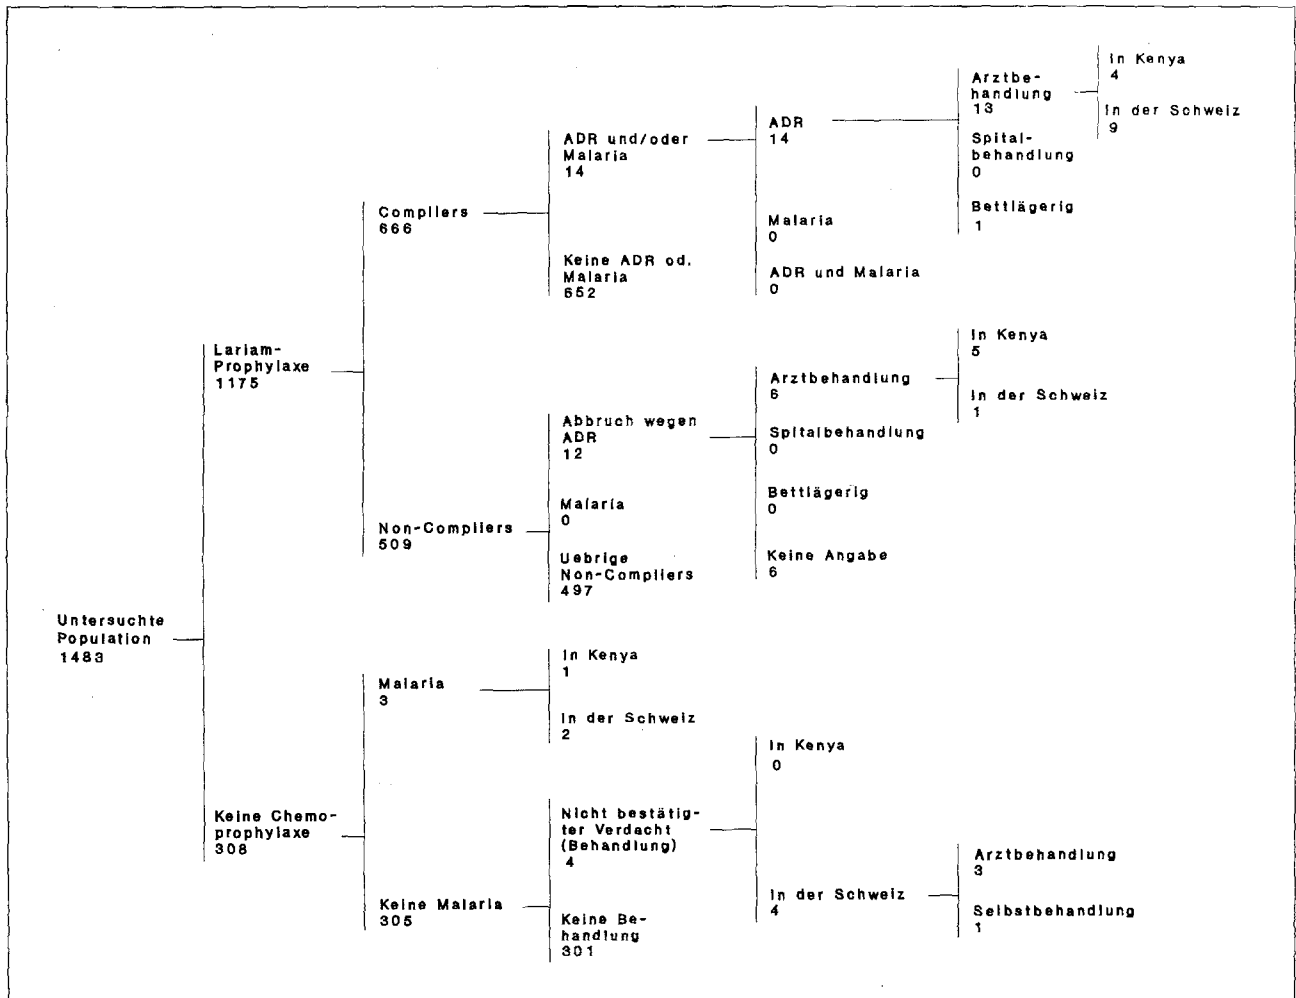 Untersuchte
Population
1483
Lariam-
Prophylaxe
1175
Keine Chemo-
prophylaxe
308
Compliers
666
Non-Compliers
509
Malaria
3
Keine Malaria
305
ADR und/oder
Malaria
14
Keine ADR od.
Malaria
652
Abbruch wegen
ADR
12
Malaria
0
Uebrige
Non-Compliers
497
In Kenya
1
In der Schweiz
2
Nicht bestätig-
ter Verdacht
(Behandlung)
4
Keine Be-
handlung
301
ADR
14
Malaria
0
ADR und Malaria
0
Arztbehandlung
6
Spitalbehandlung
0
Bettlägerig
0
Keine Angabe
6
In Kenya
0
In der Schweiz
4
Arztbe-
handlung
13
Spital-
behandlung
0
Bettlägerig
1
In Kenya
5
In der Schweiz
1
Arztbehandlung
3
Selbstbehandlung
1
In Kenya
4
In der Schweiz
9